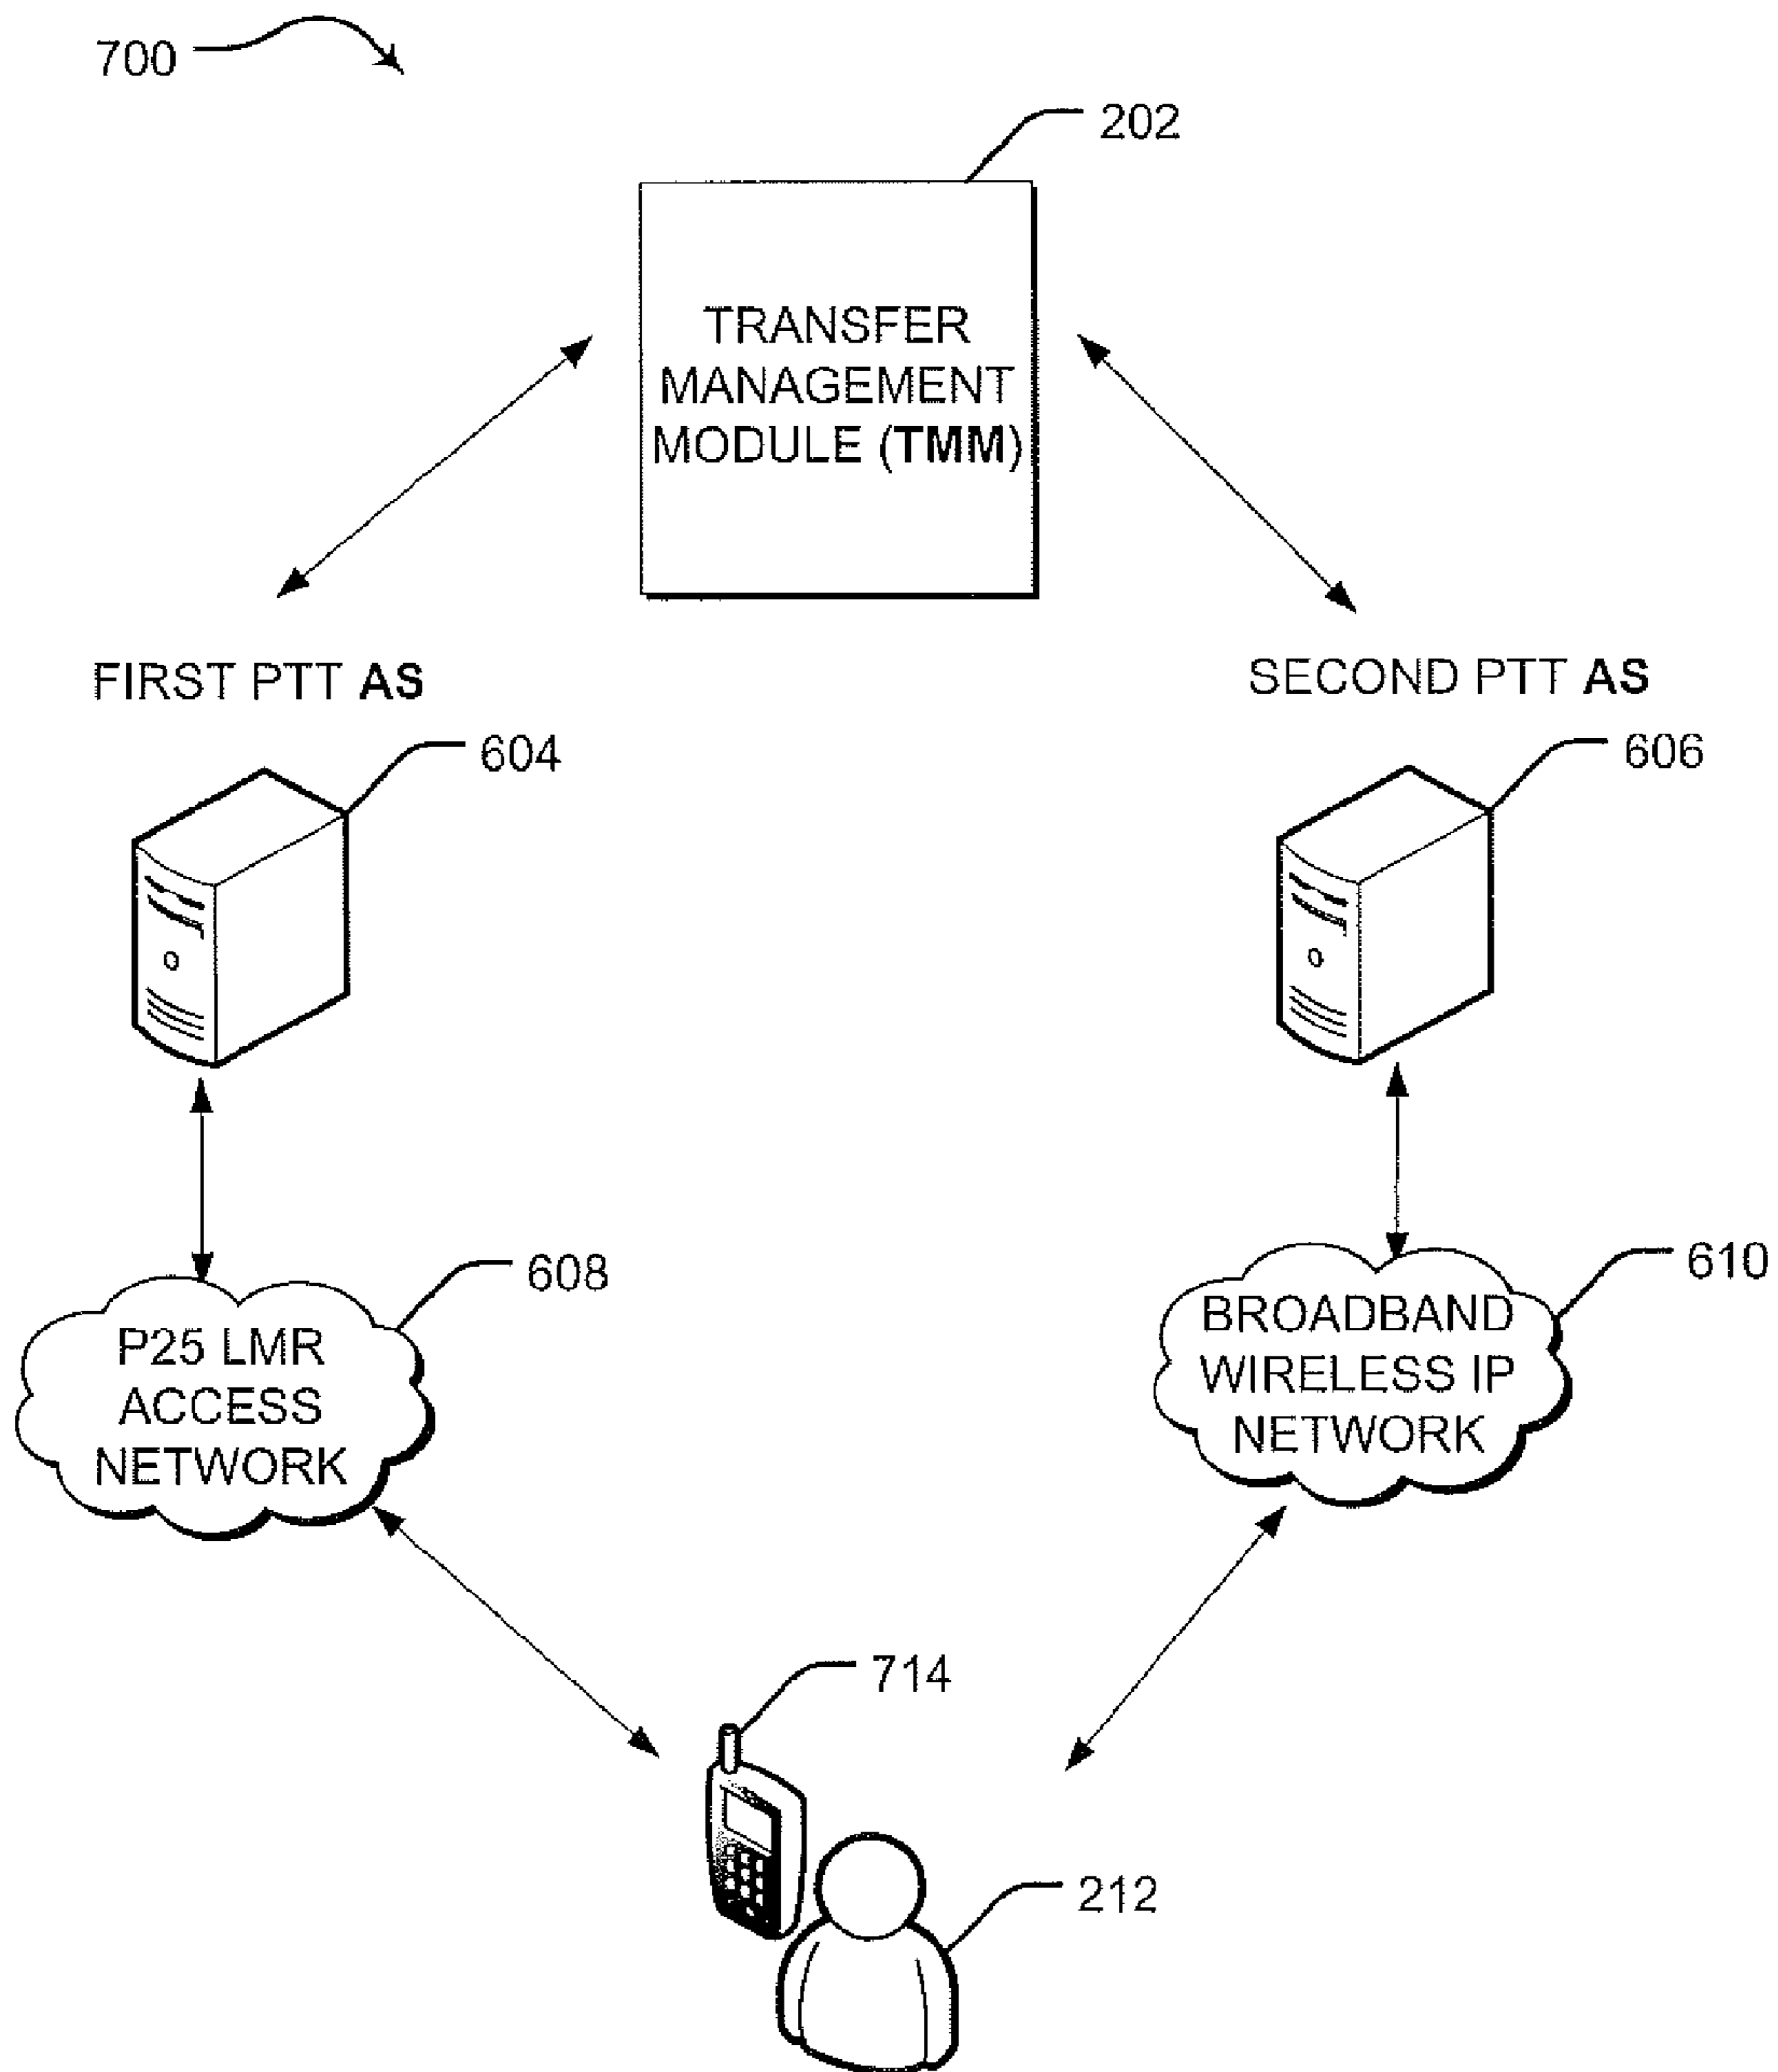 700
202
TRANSFER
MANAGEMENT
MODULE (TMM)
FIRST PTT AS
SECOND PTT AS
604
606
608
610
P25 LMR
ACCESS
NETWORK
BROADBAND
WIRELESS IP
NETWORK
714
212